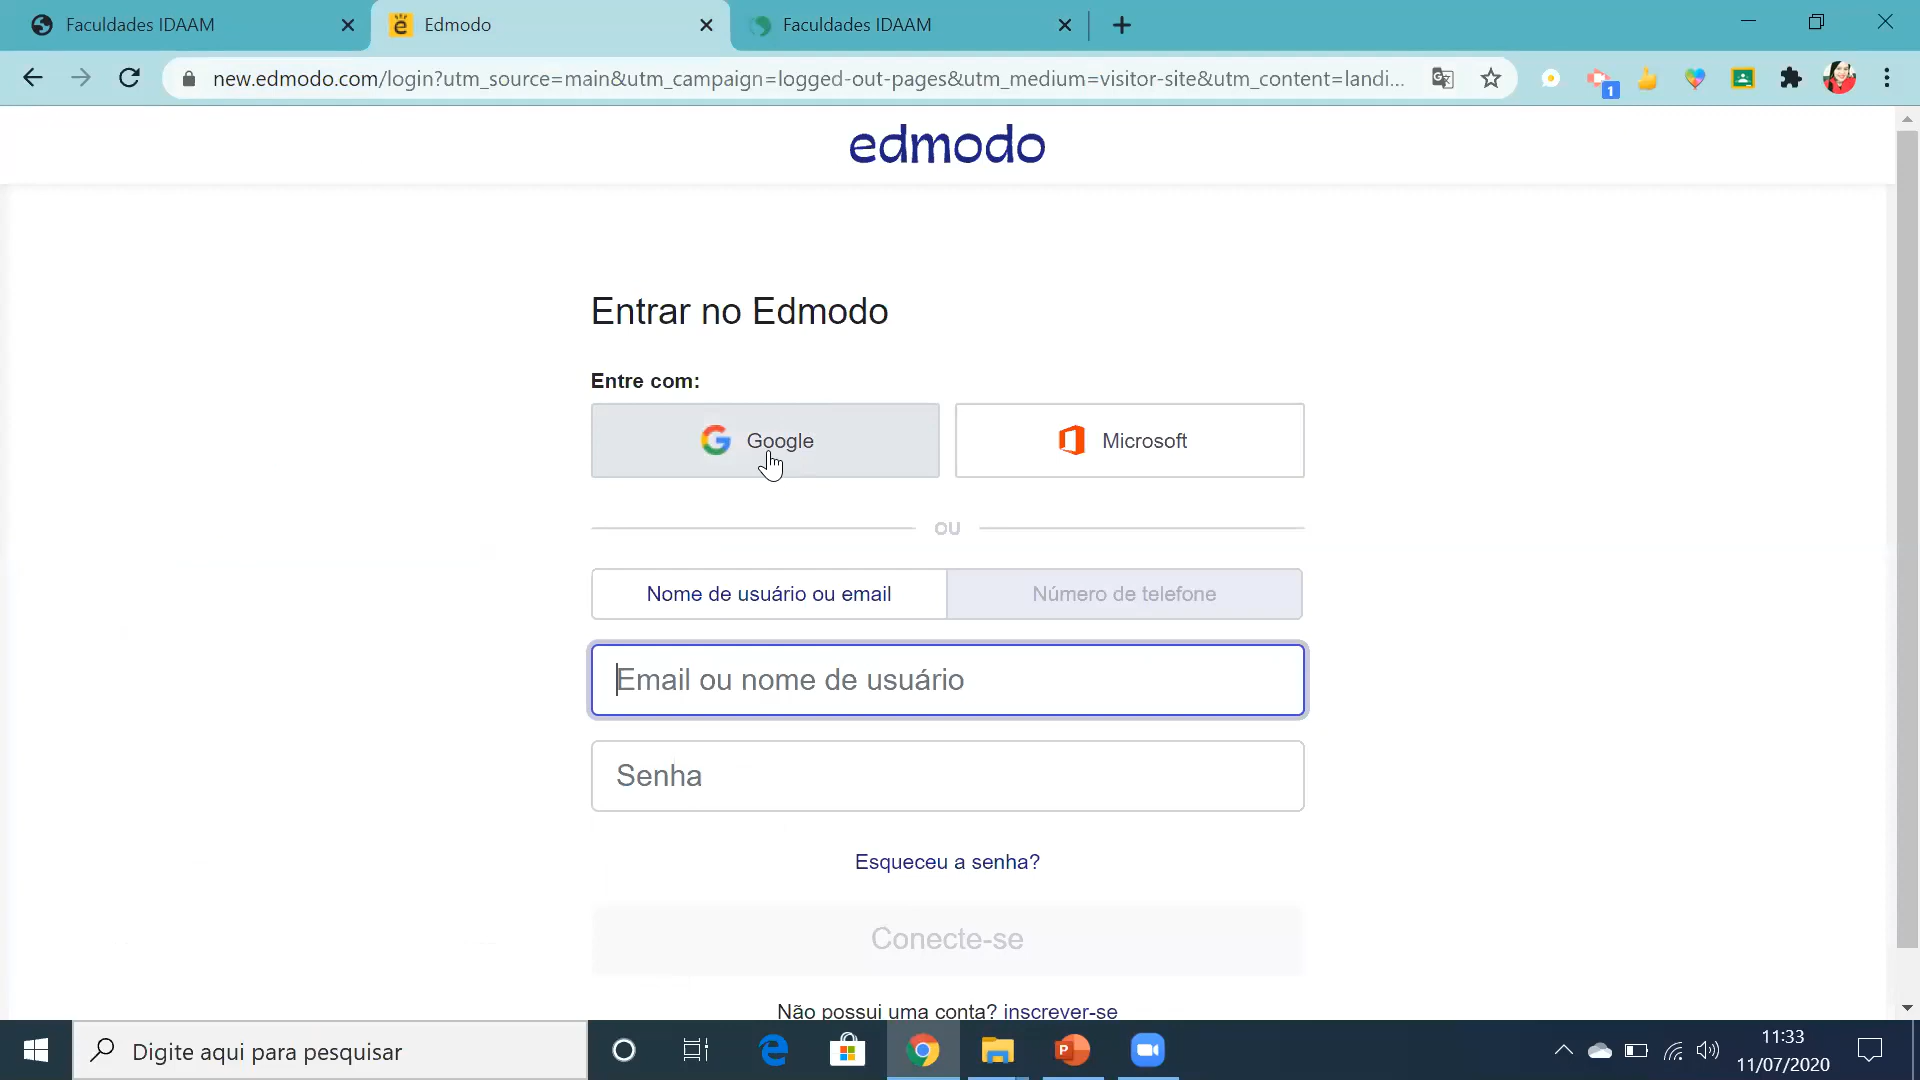 Faculdades IDAAM
Edmodo
Faculdades IDAAM
new.edmodo.com/login?utm_source=main&utm_campaign=logged-out-pages&utm_medium=visitor-site&utm_content=landi...
1
edmodo
Entrar no Edmodo
Entre com:
Google
Microsoft
OU
Nome de usuário ou email
Número de telefone
Email ou nome de usuário
Senha
Esqueceu a senha?
Conecte-se
Não possui uma conta? inscrever-se
Digite aqui para pesquisar
11:33
11/07/2020